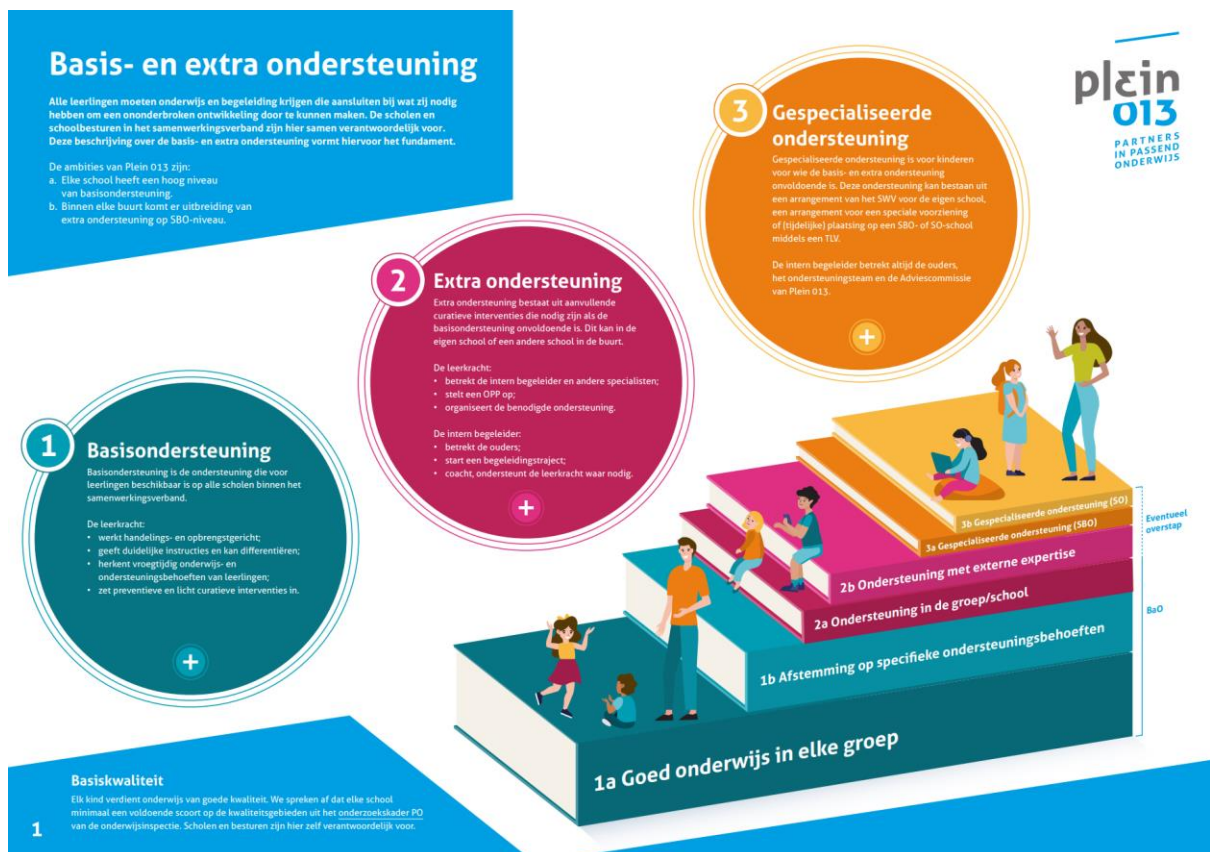 Basis- en extra ondersteuning
Alle leerlingen moeten onderwijs en begeleiding krijgen die aansluiten bij wat zij nodig
hebben om een ononderbroken ontwikkeling door te kunnen maken. De scholen en
schoolbesturen in het samenwerkingsverband zijn hier samen verantwoordelijk voor.
Deze beschrijving over de basis- en extra ondersteuning vormt hiervoor het fundament.
De ambities van Plein 013 zijn:
a. Elke school heeft een hoog niveau
van basisondersteuning.
b. Binnen elke buurt komt er uitbreiding van
extra ondersteuning op SBO-niveau.
plein
013
PARTNERS
IN PASSEND
ONDERWIJS
3
Gespecialiseerde
ondersteuning
Gespecialiseerde ondersteuning is voor kinderen
voor wie de basis- en extra ondersteuning
onvoldoende is. Deze ondersteuning kan bestaan uit
een arrangement van het SWV voor de eigen school,
een arrangement voor een speciale voorziening
of (tijdelijke) plaatsing op een SBO- of SO-school
middels een TLV.
De intern begeleider betrekt altijd de ouders,
het ondersteuningsteam en de Adviescommissie
van Plein 013.
+
2
Extra ondersteuning
Extra ondersteuning bestaat uit aanvullende
curatieve interventies die nodig zijn als de
basisondersteuning onvoldoende is. Dit kan in de
eigen school of een andere school in de buurt.
De leerkracht:
• betrekt de intern begeleider en andere specialisten;
• stelt een OPP op;
• organiseert de benodigde ondersteuning.
De intern begeleider:
• betrekt de ouders;
• start een begeleidingstraject;
• coacht, ondersteunt de leerkracht waar nodig.
+
1
Basisondersteuning
Basisondersteuning is de ondersteuning die voor
leerlingen beschikbaar is op alle scholen binnen het
samenwerkingsverband.
De leerkracht:
• werkt handelings- en opbrengstgericht;
• geeft duidelijke instructies en kan differentiëren;
• herkent vroegtijdig onderwijs- en
ondersteuningsbehoeften van leerlingen;
• zet preventieve en licht curatieve interventies in.
+
3b Gespecialiseerde ondersteuning (SO)
3a Gespecialiseerde ondersteuning (SBO)
2b Ondersteuning met externe expertise
2a Ondersteuning in de groep/school
1b Afstemming op specifieke ondersteuningsbehoeften
1a Goed onderwijs in elke groep
Eventueel
overstap
BaO
Basiskwaliteit
Elk kind verdient onderwijs van goede kwaliteit. We spreken af dat elke school
minimaal een voldoende scoort op de kwaliteitsgebieden uit het onderzoekskader PO
van de onderwijsinspectie. Scholen en besturen zijn hier zelf verantwoordelijk voor.
1